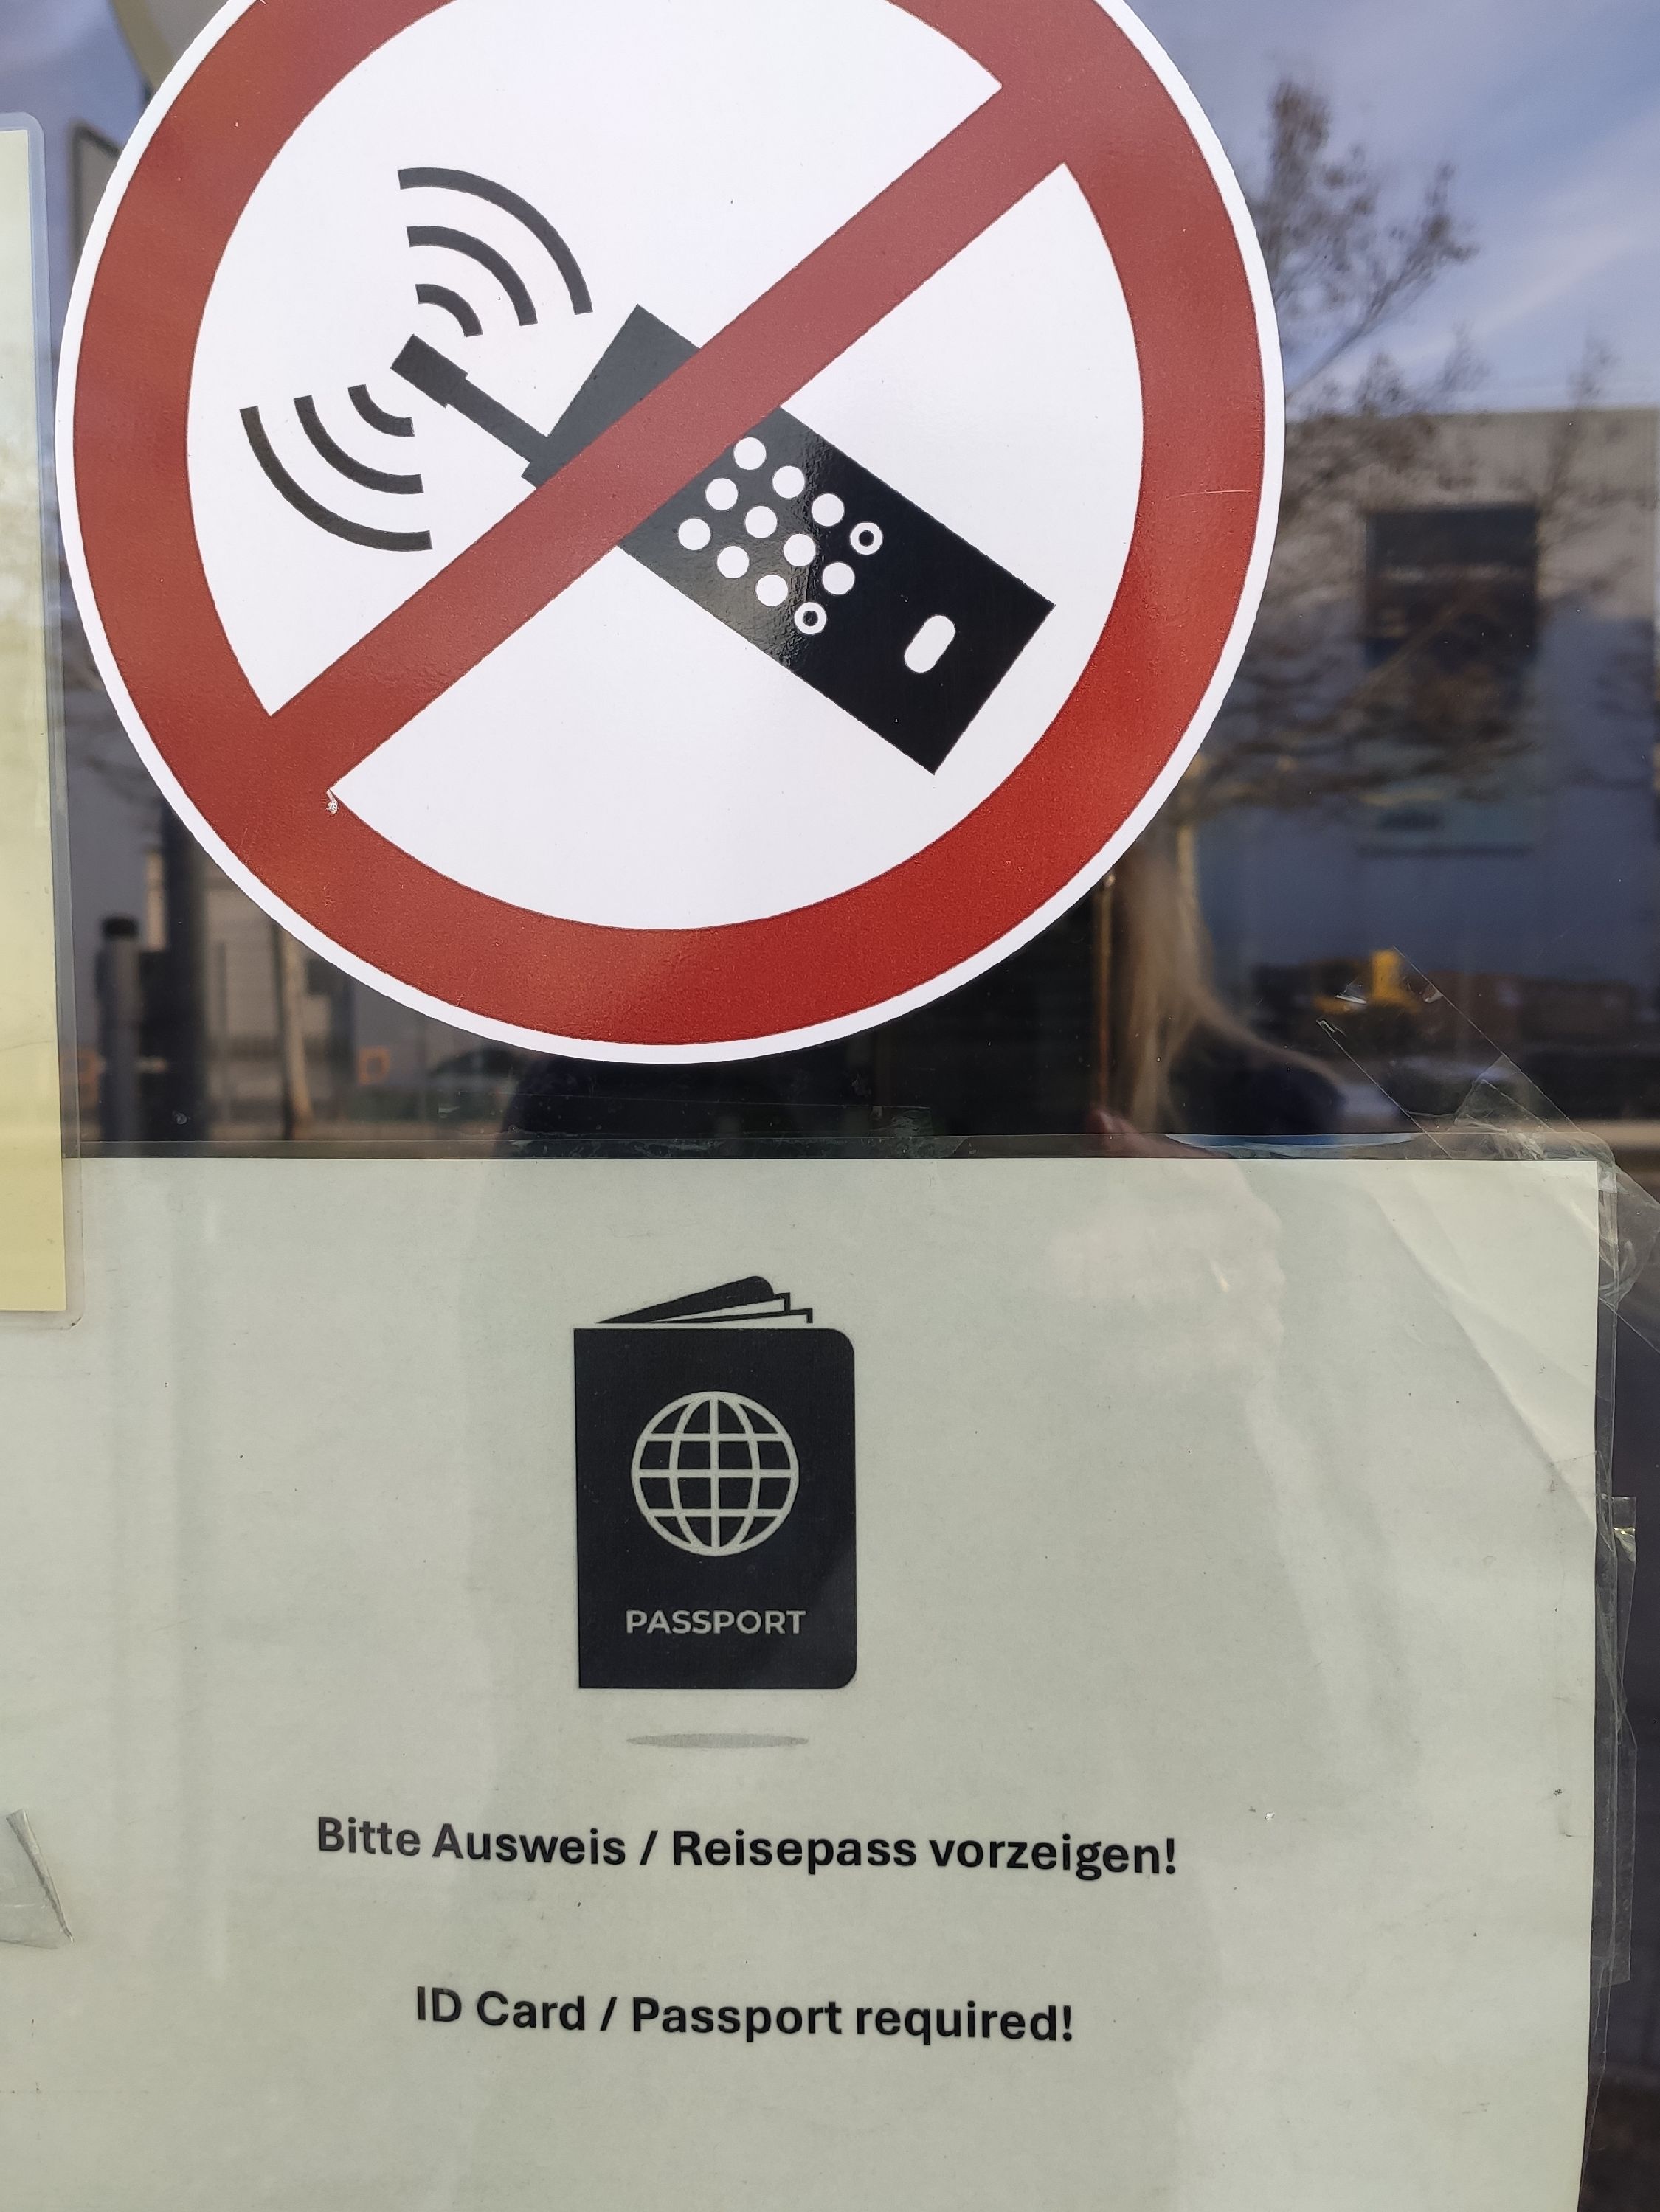 PASSPORT
Bitte Ausweis / Reisepass vorzeigen!
ID Card / Passport required!